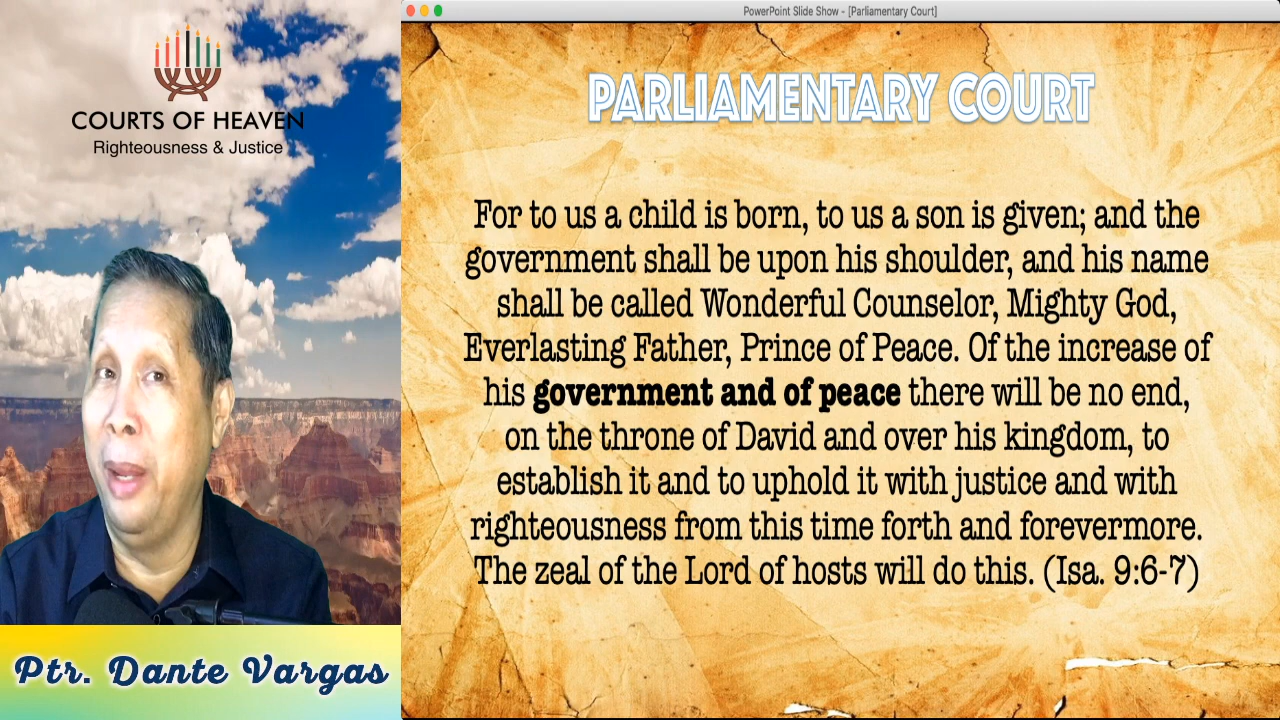 PowerPoint Slide Show - [Parliamentary Court]
COURTS OF HEAVEN
Righteousness & Justice
PARLIAMENTARY COURT
For to us a child is born, to us a son is given; and the
government shall be upon his shoulder, and his name
shall be called Wonderful Counselor, Mighty God,
Everlasting Father, Prince of Peace. Of the increase of
his government and of peace there will be no end,
on the throne of David and over his kingdom, to
establish it and to uphold it with justice and with
righteousness from this time forth and forevermore.
The zeal of the Lord of hosts will do this. (Isa. 9:6-7)
Ptr. Dante Vargas